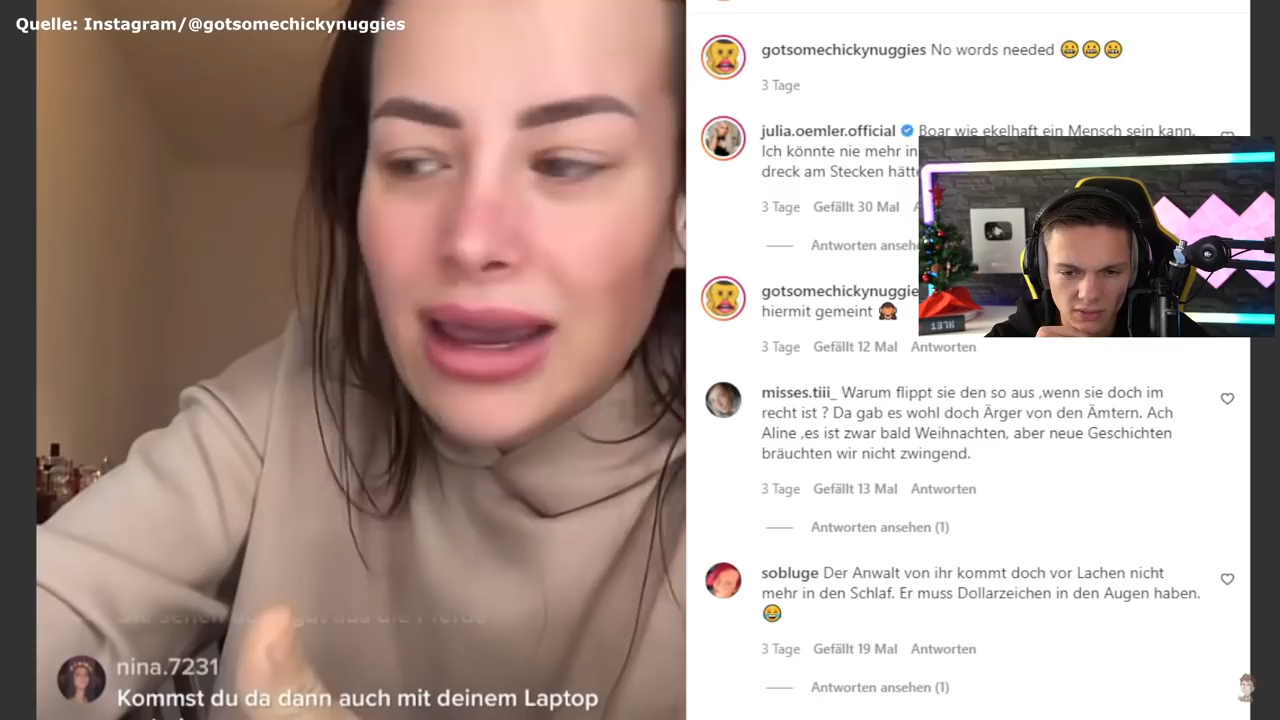 Quelle: Instagram/@gotsomechickynuggies
gotsomechickynuggies No words needed 😬😬😬
3 Tage
julia.oemler.official Boar wie ekelhaft ein Mensch sein kann.
Ich könnte nie mehr in
dreck am Stecken hätte
3 Tage Gefällt 30 Mal
Antworten ansehe
gotsomechickynuggie
hiermit gemeint 🙊
3 Tage Gefällt 12 Mal Antworten
misses.tiii_ Warum flippt sie den so aus ,wenn sie doch im
recht ist ? Da gab es wohl doch Ärger von den Ämtern. Ach
Aline ,es ist zwar bald Weihnachten, aber neue Geschichten
bräuchten wir nicht zwingend.
3 Tage Gefällt 13 Mal Antworten
Antworten ansehen (1)
sobluge Der Anwalt von ihr kommt doch vor Lachen nicht
mehr in den Schlaf. Er muss Dollarzeichen in den Augen haben.
😂
3 Tage Gefällt 19 Mal Antworten
Antworten ansehen (1)
nina.7231
Kommst du da dann auch mit deinem Laptop